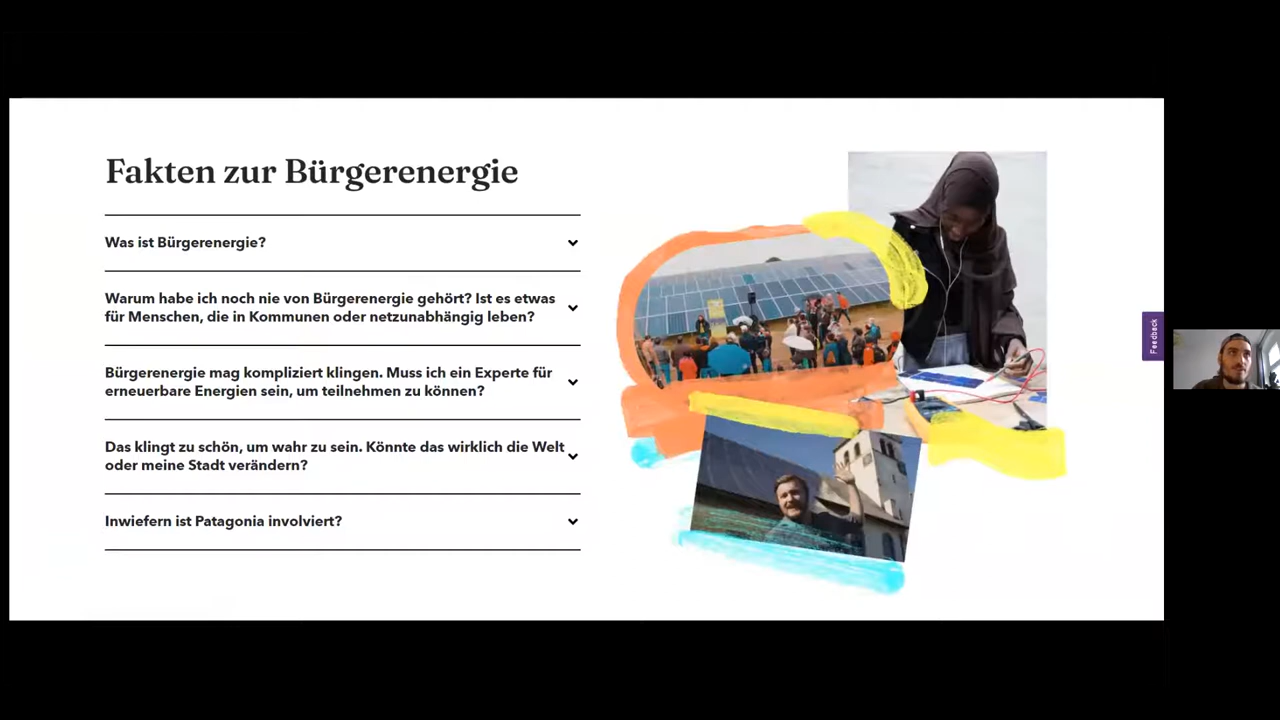 Fakten zur Bürgerenergie
Was ist Bürgerenergie?
Warum habe ich noch nie von Bürgerenergie gehört? Ist es etwas
für Menschen, die in Kommunen oder netzunabhängig leben?
Bürgerenergie mag kompliziert klingen. Muss ich ein Experte für
erneuerbare Energien sein, um teilnehmen zu können?
Das klingt zu schön, um wahr zu sein. Könnte das wirklich die Welt
oder meine Stadt verändern?
Inwiefern ist Patagonia involviert?
Feedback